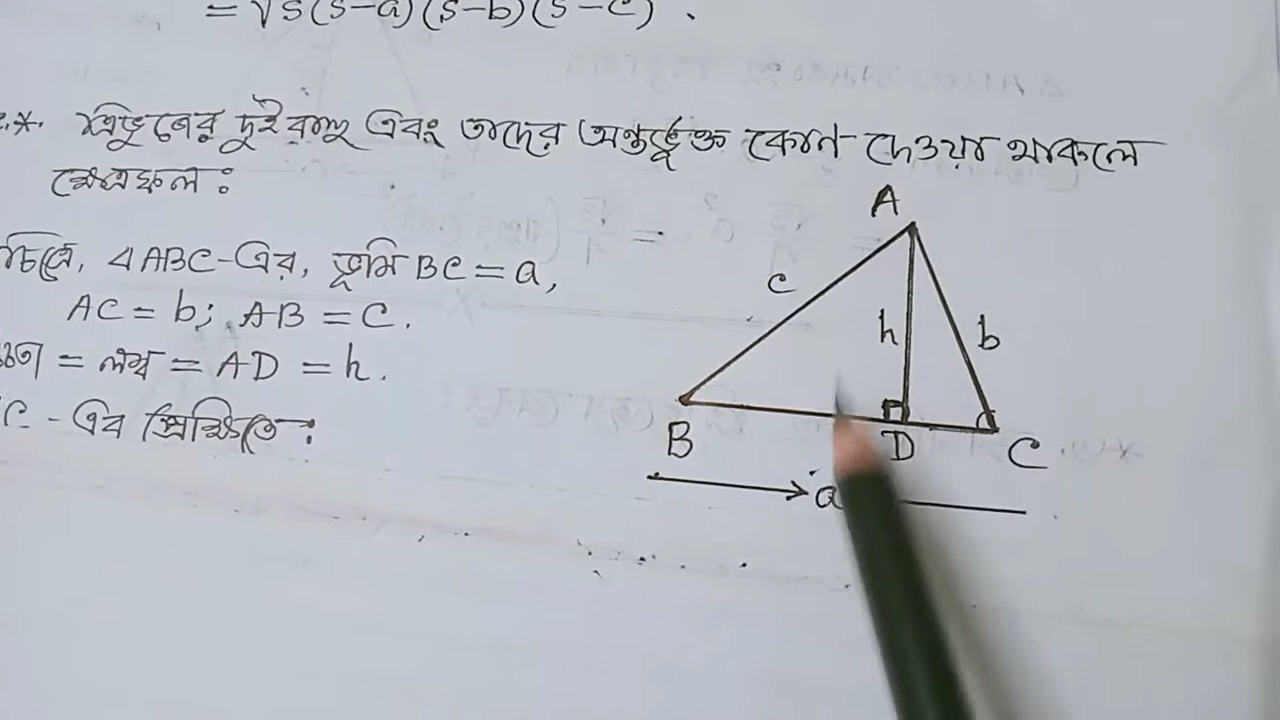 = √s(s-a)(s-b)(s-c) .
.*. ত্রিভুজের দুই বাহু এবং তাদের অন্তর্ভুক্ত কোণ দেওয়া থাকলে
ক্ষেত্রফল :
চিত্রে, ΔABC-এর, ভূমি BC = a,
AC = b; AB = c.
= লম্ব = AD = h.
C - এর প্রেক্ষিতে :
A
c
h
b
B
D
C
a